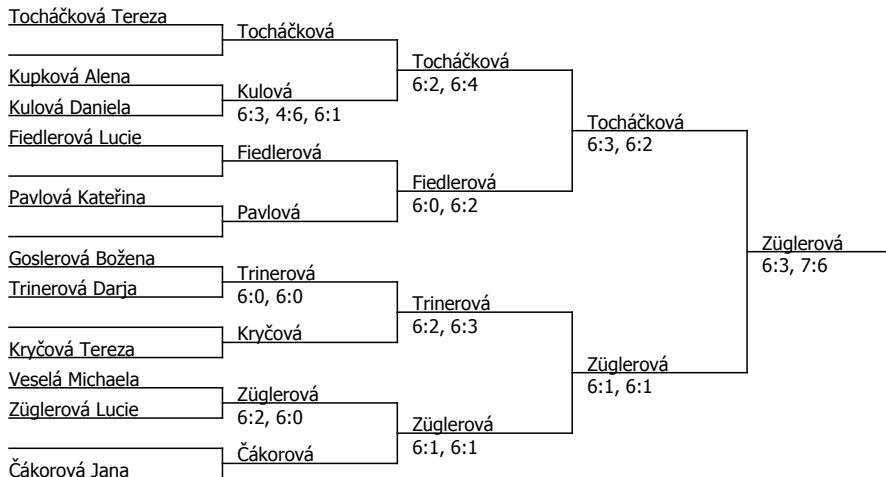 Tocháčková Tereza
Kupková Alena
Kulová Daniela
Fiedlerová Lucie
Pavlová Kateřina
Goslerová Božena
Trinerová Darja
Kryčová Tereza
Veselá Michaela
Züglerová Lucie
Čákorová Jana
Tocháčková
Kulová
6:3, 4:6, 6:1
Fiedlerová
Pavlová
Trinerová
6:0, 6:0
Kryčová
Züglerová
6:2, 6:0
Čákorová
Tocháčková
6:2, 6:4
Fiedlerová
6:0, 6:2
Trinerová
6:2, 6:3
Züglerová
6:1, 6:1
Tocháčková
6:3, 6:2
Züglerová
6:1, 6:1
Züglerová
6:3, 7:6